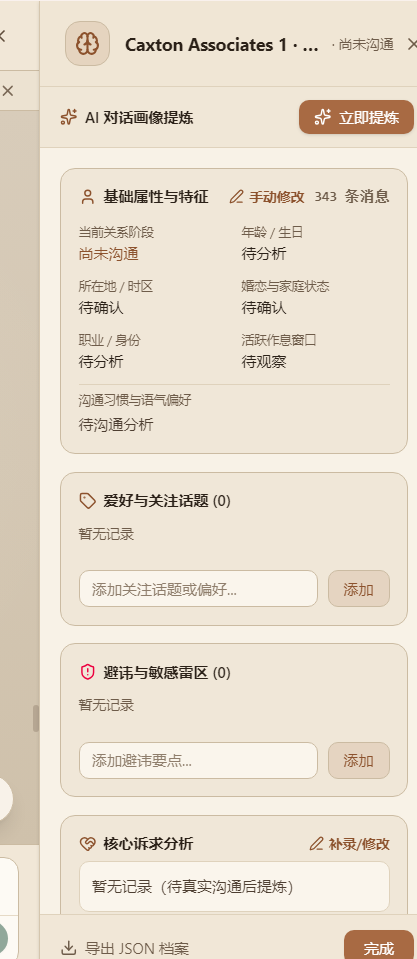 Caxton Associates 1 · ... · 尚未沟通
AI 对话画像提炼 立即提炼
基础属性与特征 手动修改 343 条消息
当前关系阶段 年龄 / 生日
尚未沟通 待分析
所在地 / 时区 婚恋与家庭状态
待确认 待确认
职业 / 身份 活跃作息窗口
待分析 待观察
沟通习惯与语气偏好
待沟通分析
爱好与关注话题 (0)
暂无记录
添加关注话题或偏好... 添加
避讳与敏感雷区 (0)
暂无记录
添加避讳要点... 添加
核心诉求分析 补录/修改
暂无记录（待真实沟通后提炼）
导出 JSON 档案 完成